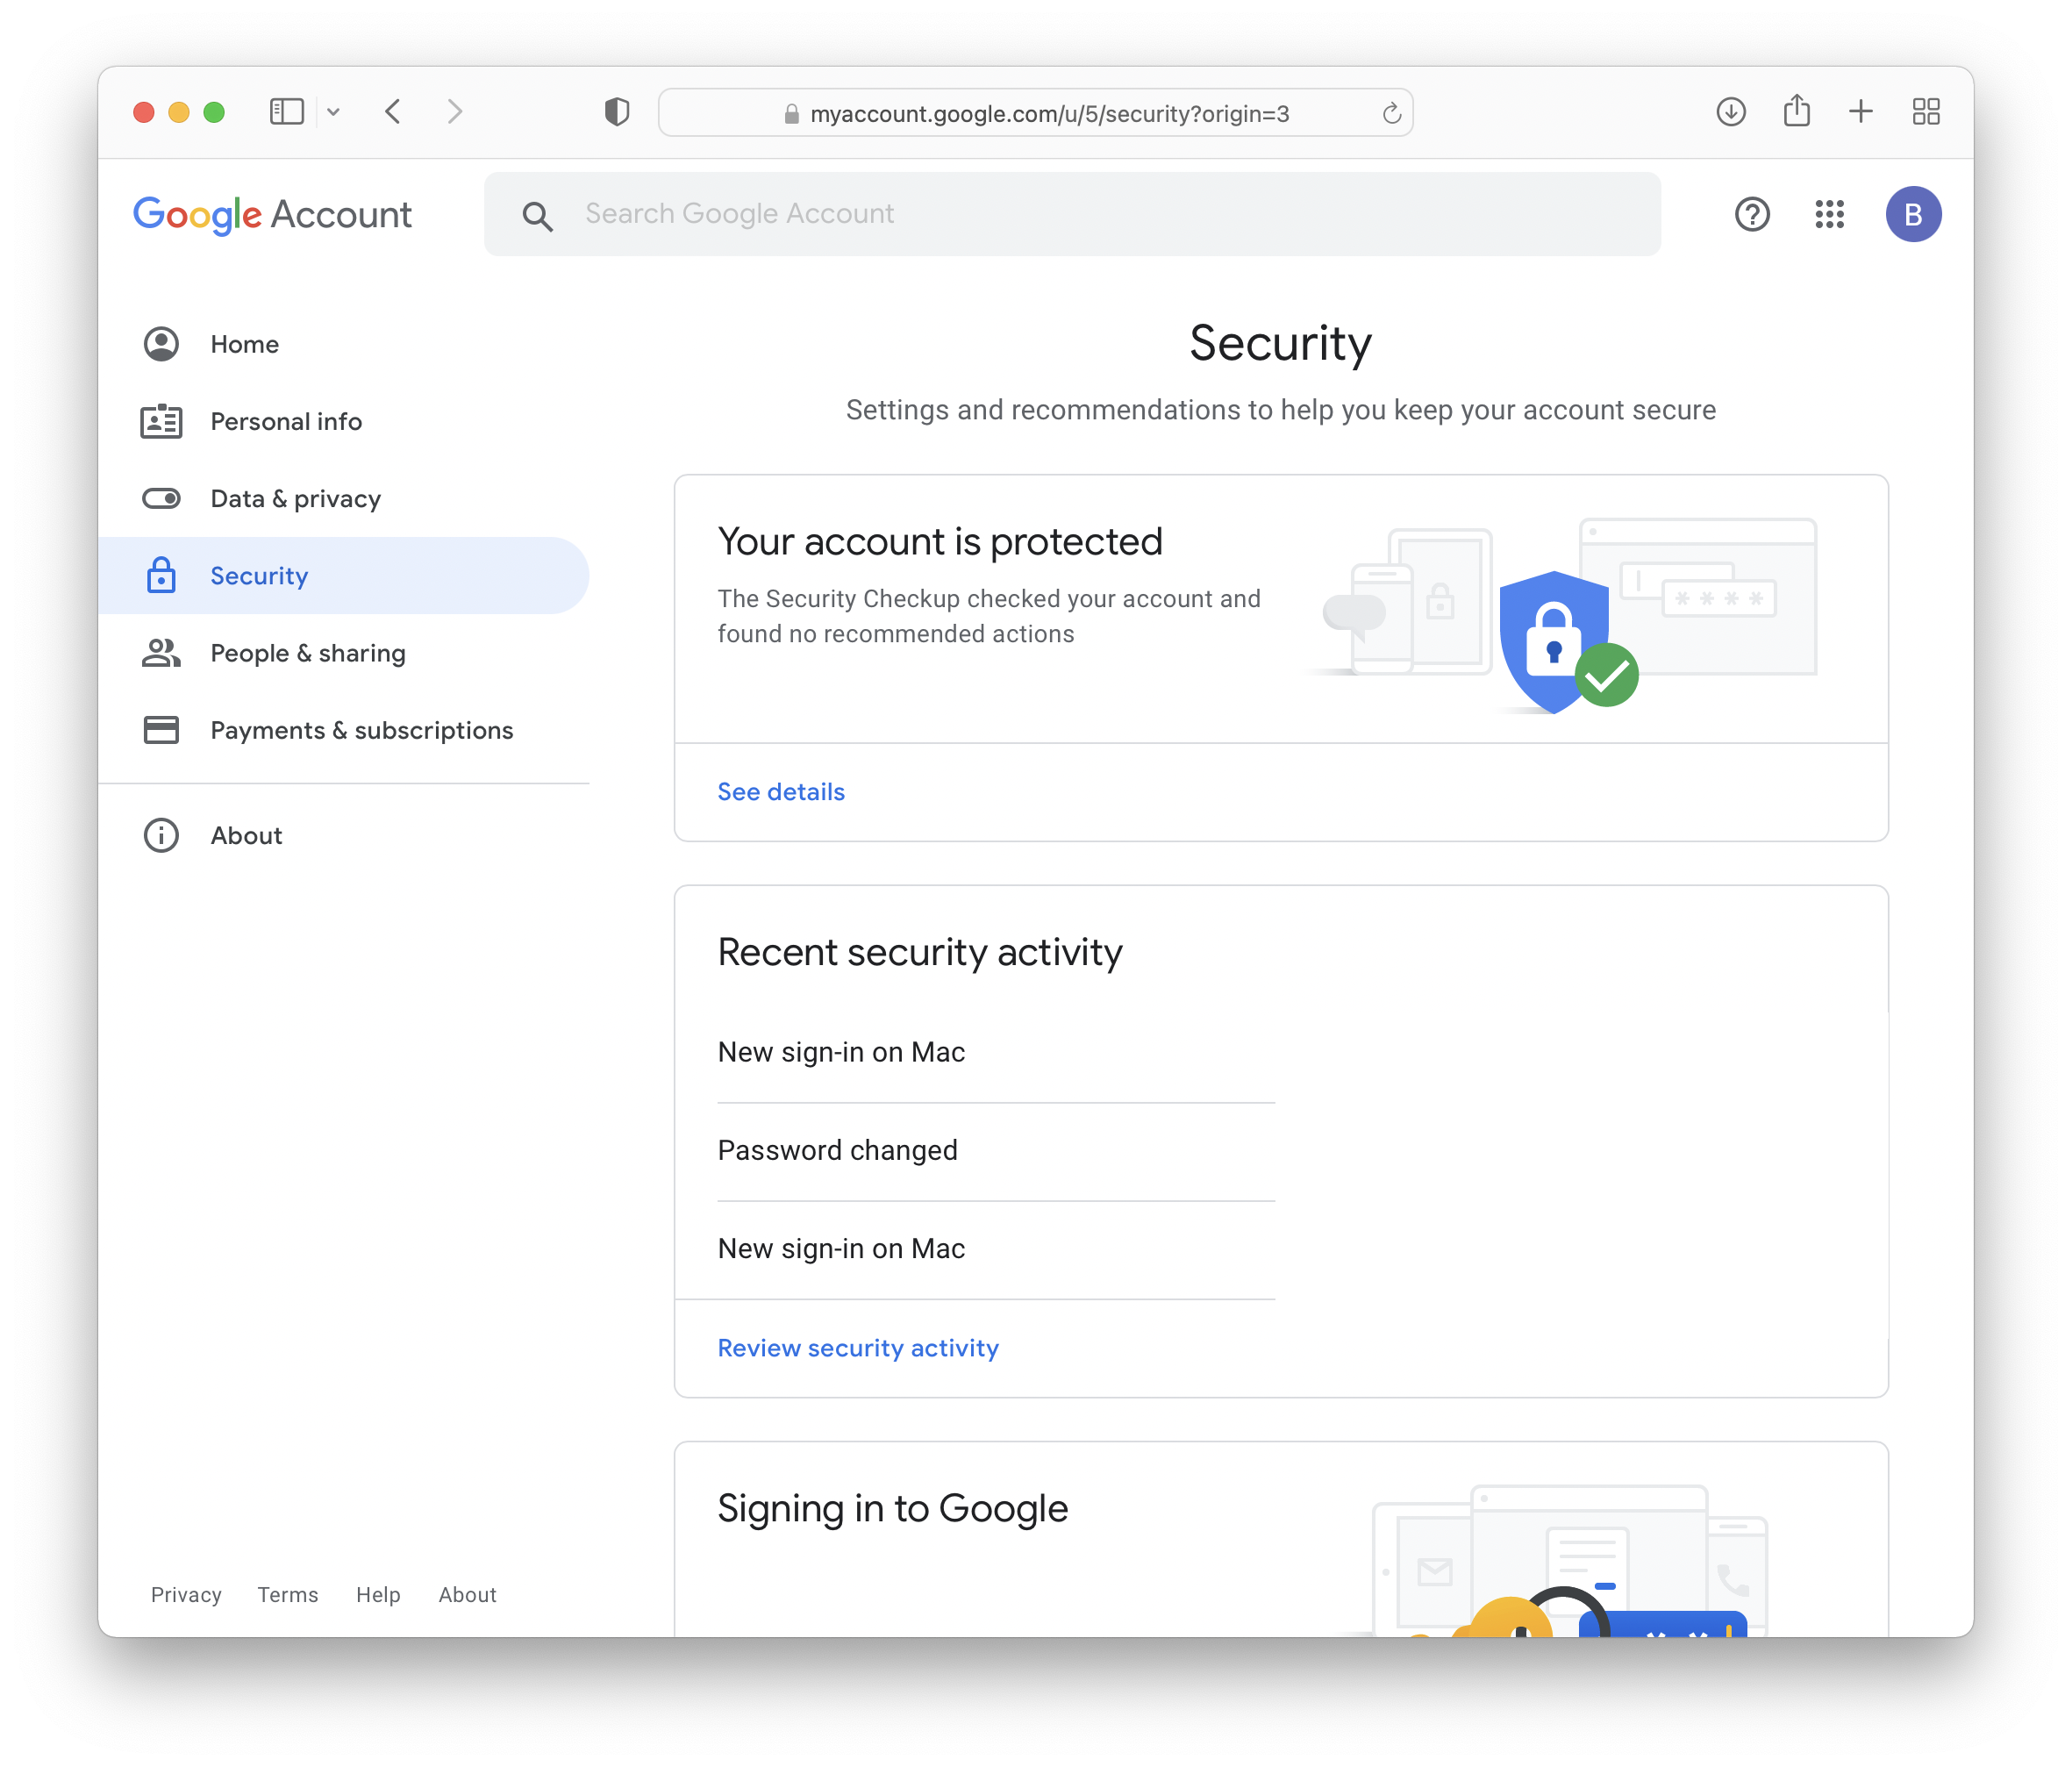 myaccount.google.com/u/5/security?origin=3
Google Account
Search Google Account
B
Home
Personal info
Data & privacy
Security
People & sharing
Payments & subscriptions
About
Security
Settings and recommendations to help you keep your account secure
Your account is protected
The Security Checkup checked your account and
found no recommended actions
* * * *
See details
Recent security activity
New sign-in on Mac
Password changed
New sign-in on Mac
Review security activity
Signing in to Google
Privacy Terms Help About